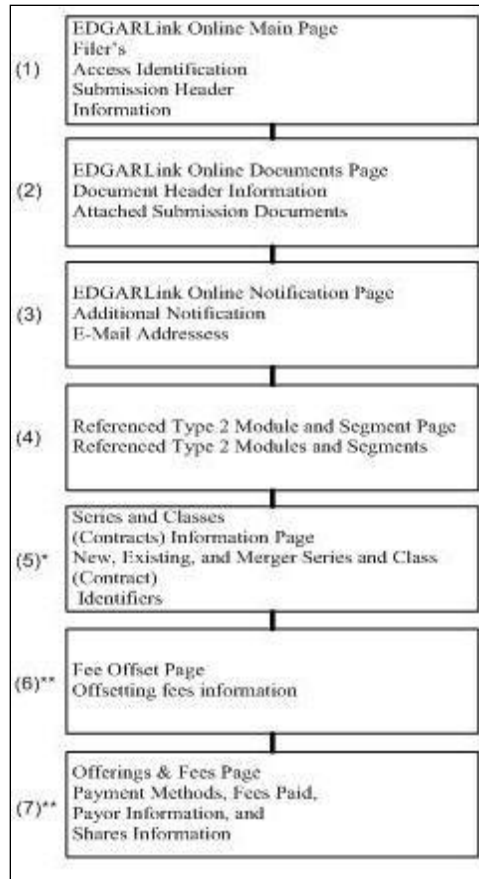 EDGARLink Online Main Page
Filer's
(1)
Access Identification
Submission Header
Information
EDGARLink Online Documents Page
(2)
Document Header Information
Attached Submission Documents
EDGARLink Online Notification Page
(3)
Additional Notification
E-Mail Addressess
(4)
Referenced Type 2 Module and Segment Page
Referenced Type 2 Modules and Segments
Series and Classes
(Contracts) Information Page
(5)*
New, Existing, and Merger Series and Class
(Contract)
Identifiers
(6)**
Fee Offset Page
Offsetting fees information
Offerings & Fees Page
Payment Methods, Fees Paid,
(7)**
Payor Information, and
Shares Information